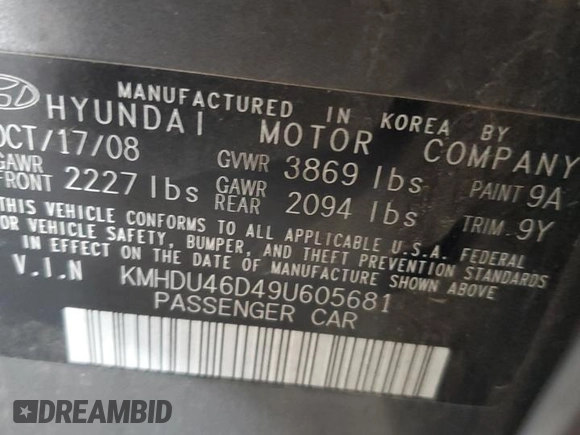 MANUFACTURED IN KOREA BY
HYUNDAI MOTOR COMPANY
OCT/17/08 GVWR 3869 lbs PAINT 9A
GAWR FRONT 2227 lbs GAWR REAR 2094 lbs TRIM 9Y
THIS VEHICLE CONFORMS TO ALL APPLICABLE U.S.A. FEDERAL
OR VEHICLE SAFETY, BUMPER, AND THEFT PREVENTION STANDARDS
IN EFFECT ON THE DATE OF MANUFACTURE SHOWN ABOVE
V.I.N KMHDU46D49U605681
PASSENGER CAR
DREAMBID